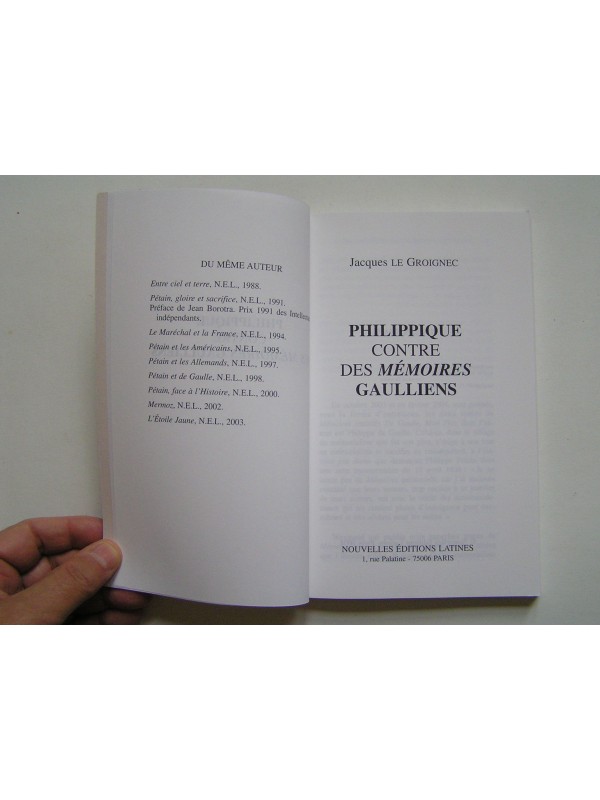 DU MÊME AUTEUR
Entre ciel et terre, N.E.L., 1988.
Pétain, gloire et sacrifice, N.E.L., 1991.
Préface de Jean Borotra. Prix 1991 des
indépendants.
Le Maréchal et la France, N.E.L., 1994.
Pétain et les Américains, N.E.L., 1995.
Pétain et les Allemands, N.E.L., 1997.
Pétain et de Gaulle, N.E.L., 1998.
Pétain, face à l'Histoire, N.E.L., 2000.
Mermoz, N.E.L., 2002.
L'Étoile Jaune, N.E.L., 2003.
Jacques LE GROIGNEC
PHILIPPIQUE
CONTRE
DES MÉMOIRES
GAULLIENS
NOUVELLES ÉDITIONS LATINES
1, rue Palatine - 75006 PARIS